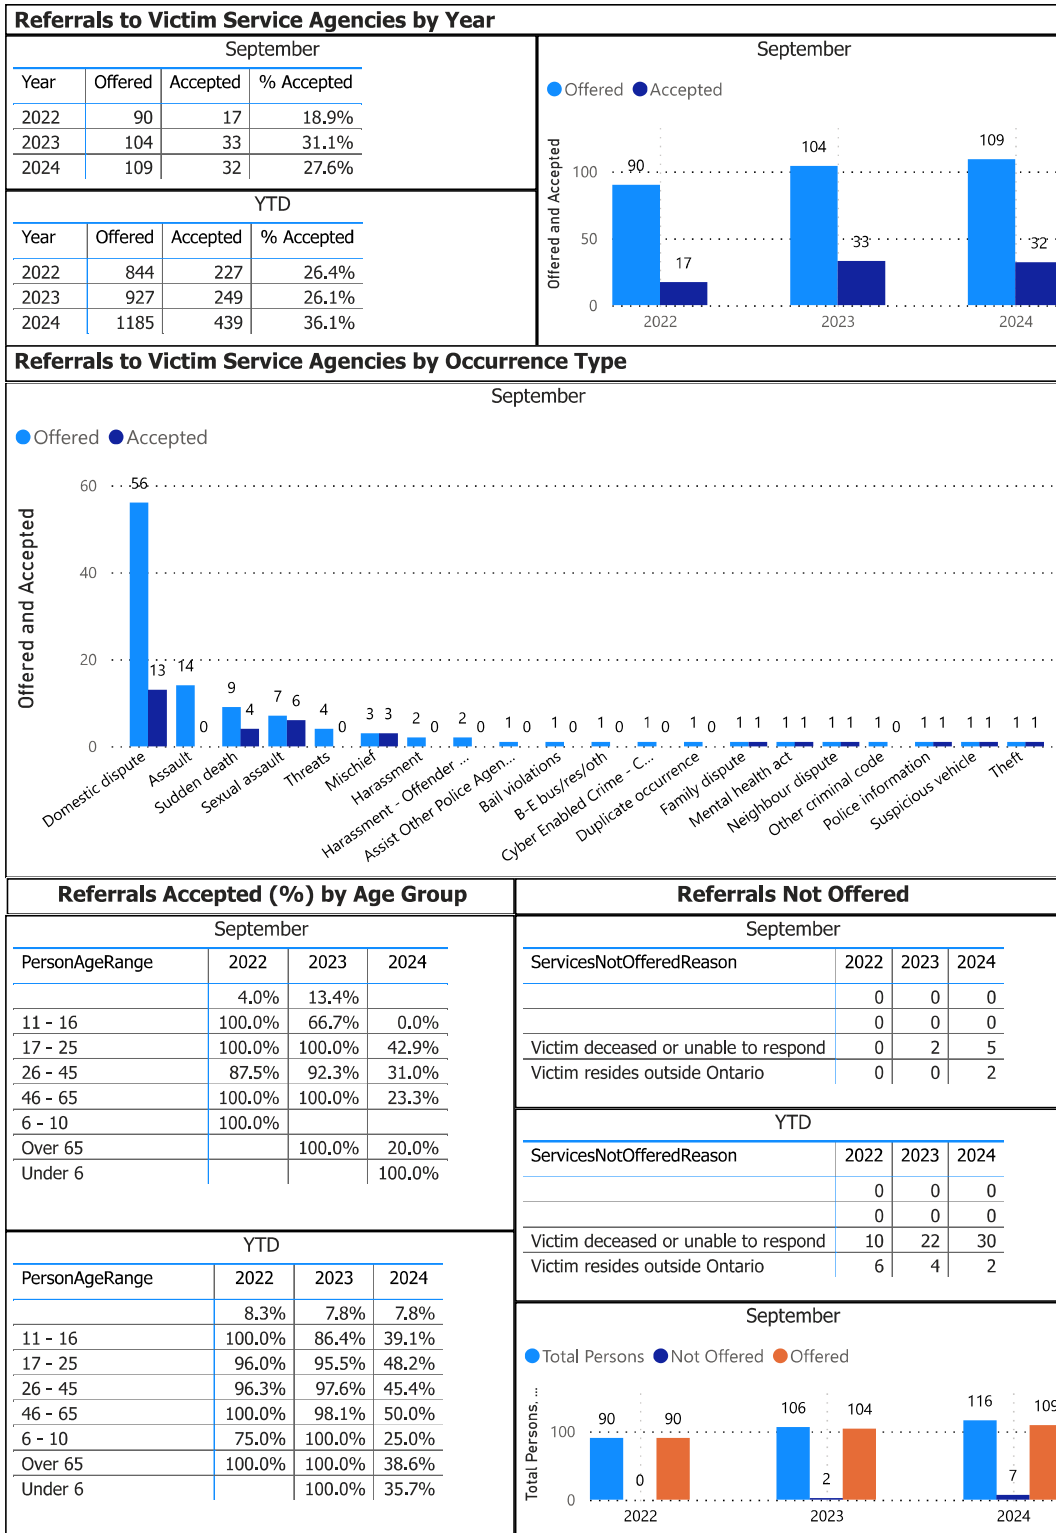 Referrals to Victim Service Agencies by Year
September
Year Offered Accepted % Accepted
2022 90 17 18.9%
2023 104 33 31.1%
2024 109 32 27.6%
YTD
Year Offered Accepted % Accepted
2022 844 227 26.4%
2023 927 249 26.1%
2024 1185 439 36.1%
September
Offered Accepted
Offered and Accepted
100
50
0
90
17
104
33
109
32
2022 2023 2024
Referrals to Victim Service Agencies by Occurrence Type
September
Offered Accepted
Offered and Accepted
60
40
20
0
56 13 14 0 9 4 7 6 4 0 3 3 2 0 2 0 1 0 1 0 1 0 1 0 1 0 1 1 1 1 1 1 1 0 1 1 1 1 1 1
Domestic dispute
Assault
Sudden death
Sexual assault
Threats
Mischief
Harassment
Harassment - Offender ...
Assist Other Police Agen...
Bail violations
B-E bus/res/oth
Cyber Enabled Crime - C...
Duplicate occurrence
Family dispute
Mental health act
Neighbour dispute
Other criminal code
Police information
Suspicious vehicle
Theft
Referrals Accepted (%) by Age Group
September
PersonAgeRange 2022 2023 2024
4.0% 13.4%
11 - 16 100.0% 66.7% 0.0%
17 - 25 100.0% 100.0% 42.9%
26 - 45 87.5% 92.3% 31.0%
46 - 65 100.0% 100.0% 23.3%
6 - 10 100.0%
Over 65 100.0% 20.0%
Under 6 100.0%
YTD
PersonAgeRange 2022 2023 2024
8.3% 7.8% 7.8%
11 - 16 100.0% 86.4% 39.1%
17 - 25 96.0% 95.5% 48.2%
26 - 45 96.3% 97.6% 45.4%
46 - 65 100.0% 98.1% 50.0%
6 - 10 75.0% 100.0% 25.0%
Over 65 100.0% 100.0% 38.6%
Under 6 100.0% 35.7%
Referrals Not Offered
September
ServicesNotOfferedReason 2022 2023 2024
0 0 0
0 0 0
Victim deceased or unable to respond 0 2 5
Victim resides outside Ontario 0 0 2
YTD
ServicesNotOfferedReason 2022 2023 2024
0 0 0
0 0 0
Victim deceased or unable to respond 10 22 30
Victim resides outside Ontario 6 4 2
September
Total Persons Not Offered Offered
Total Persons, ...
100
0
90 0 90
106 2 104
116 7 109
2022 2023 2024